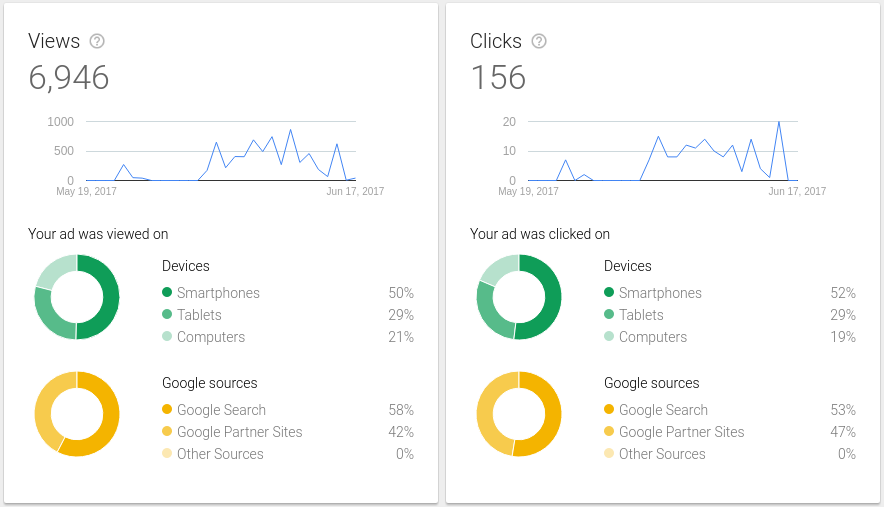 Views
6,946
1000
500
0
May 19, 2017 Jun 17, 2017
Your ad was viewed on
Devices
Smartphones 50%
Tablets 29%
Computers 21%
Google sources
Google Search 58%
Google Partner Sites 42%
Other Sources 0%
Clicks
156
20
10
0
May 19, 2017 Jun 17, 2017
Your ad was clicked on
Devices
Smartphones 52%
Tablets 29%
Computers 19%
Google sources
Google Search 53%
Google Partner Sites 47%
Other Sources 0%